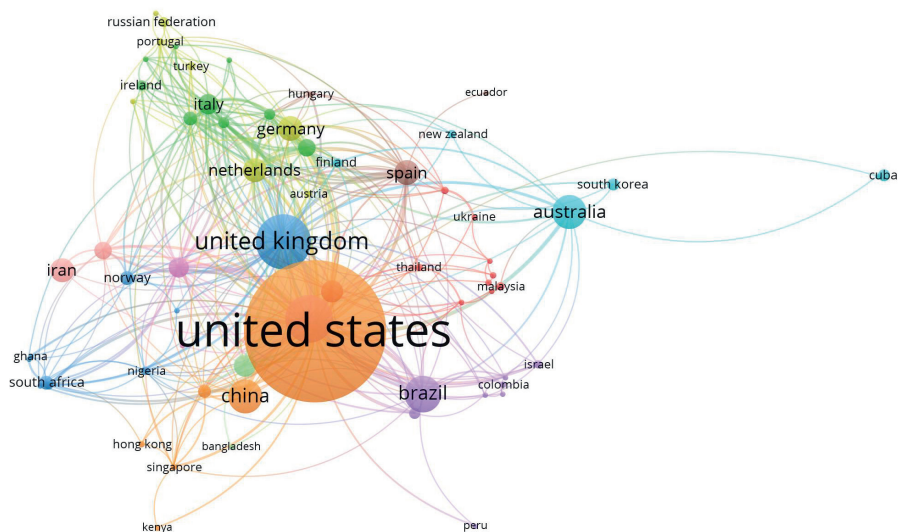 russian federation
portugal
turkey
ireland
italy
hungary
ecuador
germany
new zealand
finland
netherlands
spain
cuba
south korea
austria
australia
ukraine
united kingdom
iran
norway
thailand
malaysia
united states
ghana
nigeria
israel
south africa
colombia
china
brazil
hong kong
bangladesh
singapore
kenya
peru